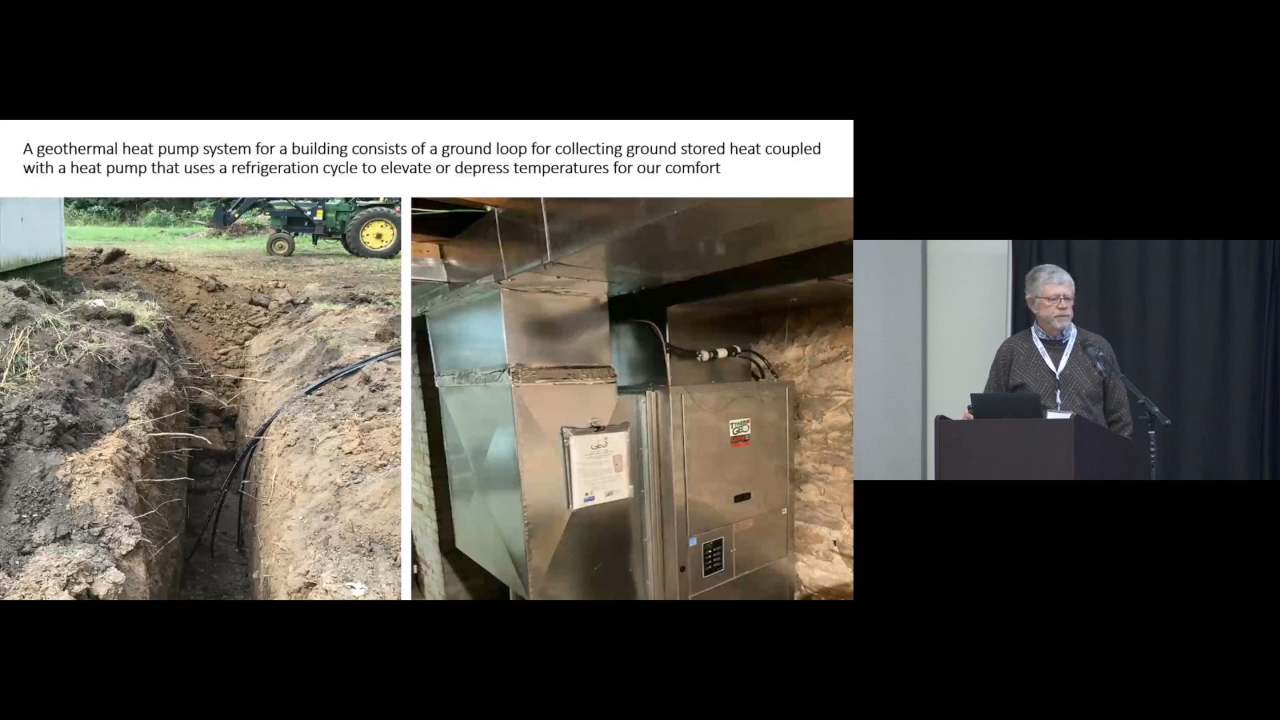 A geothermal heat pump system for a building consists of a ground loop for collecting ground stored heat coupled
with a heat pump that uses a refrigeration cycle to elevate or depress temperatures for our comfort
GEO